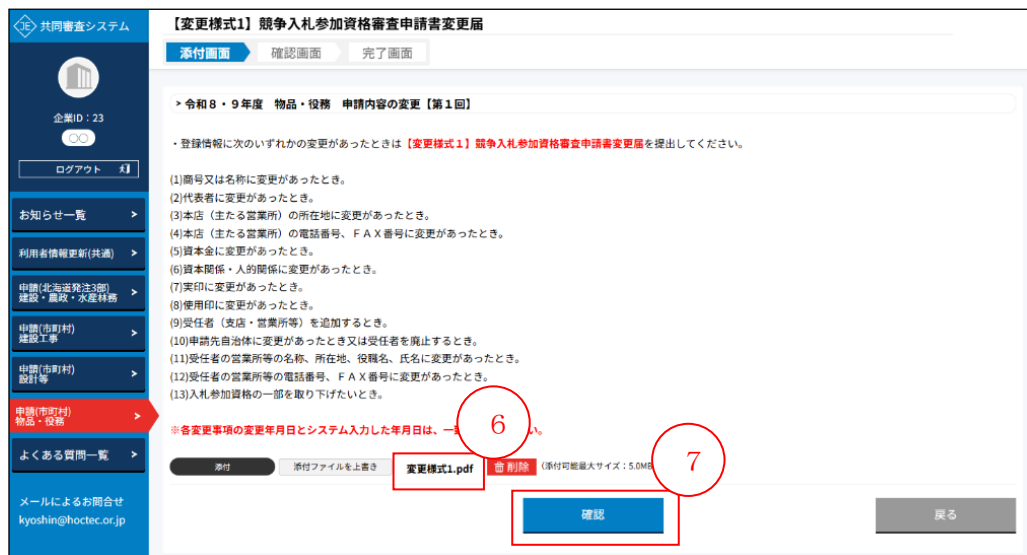 JE 共同審査システム
企業ID：23
○○
ログアウト
お知らせ一覧 >
利用者情報更新(共通) >
申請(北海道発注3部)
建設・農政・水産林務 >
申請(市町村)
建設工事 >
申請(市町村)
設計等 >
申請(市町村)
物品・役務 >
よくある質問一覧 >
メールによるお問合せ
kyoshin@hoctec.or.jp
【変更様式1】競争入札参加資格審査申請書変更届
添付画面 確認画面 完了画面
> 令和８・９年度 物品・役務 申請内容の変更【第１回】
・登録情報に次のいずれかの変更があったときは【変更様式１】競争入札参加資格審査申請書変更届を提出してください。
(1)商号又は名称に変更があったとき。
(2)代表者に変更があったとき。
(3)本店（主たる営業所）の所在地に変更があったとき。
(4)本店（主たる営業所）の電話番号、ＦＡＸ番号に変更があったとき。
(5)資本金に変更があったとき。
(6)資本関係・人的関係に変更があったとき。
(7)実印に変更があったとき。
(8)使用印に変更があったとき。
(9)受任者（支店・営業所等）を追加するとき。
(10)申請先自治体に変更があったとき又は受任者を廃止するとき。
(11)受任者の営業所等の名称、所在地、役職名、氏名に変更があったとき。
(12)受任者の営業所等の電話番号、ＦＡＸ番号に変更があったとき。
(13)入札参加資格の一部を取り下げたいとき。
※各変更事項の変更年月日とシステム入力した年月日は、一 い。
6
添付 添付ファイルを上書き 変更様式1.pdf 削除 (添付可能最大サイズ：5.0MB
7
確認 戻る